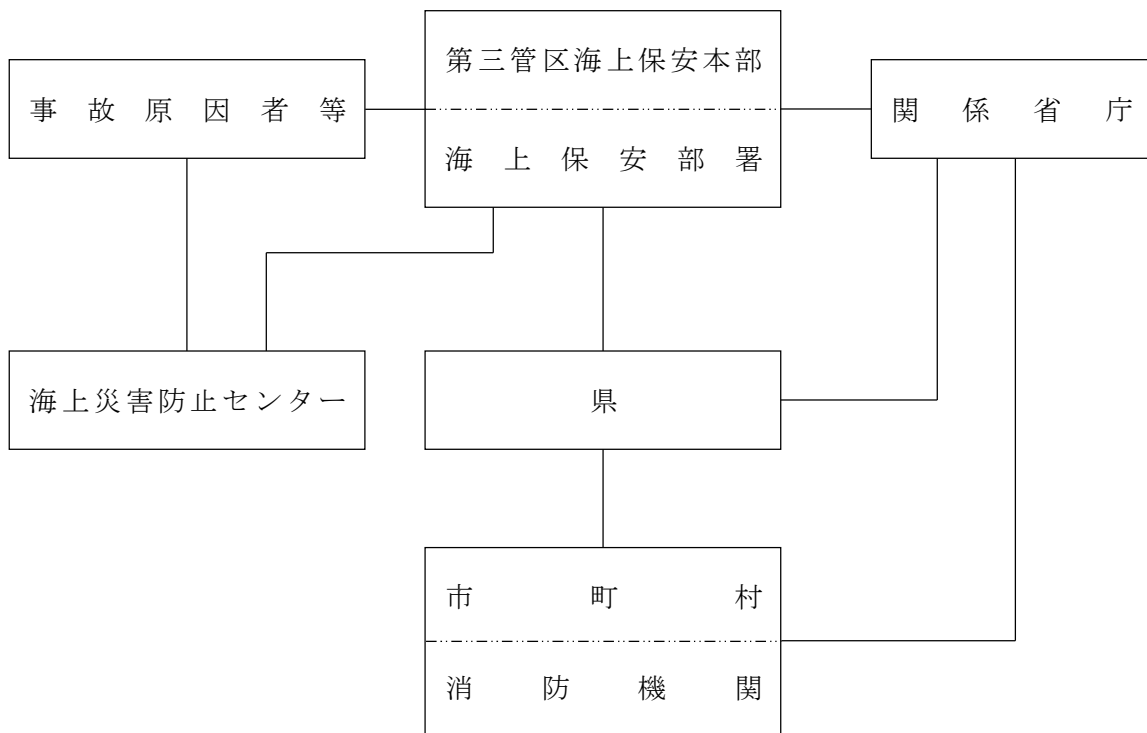 第三管区海上保安本部
事故原因者等
関係省庁
海上保安部署
海上災害防止センター
県
市町村
消防機関